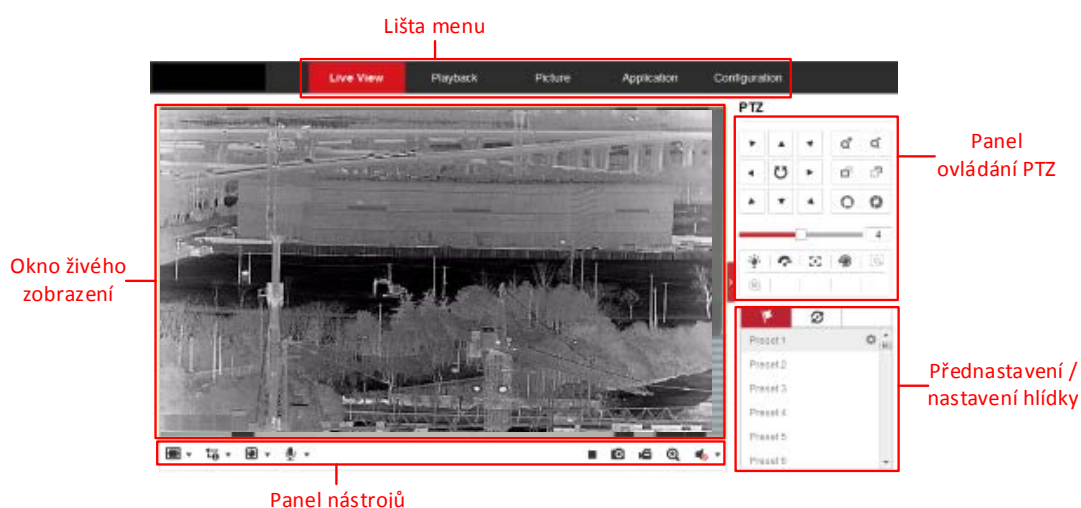 Lišta menu
Live View Playback Picture Application Configuration
PTZ
Panel
ovládání PTZ
4
Okno živého
zobrazení
Preset 1
Preset 2
Preset 3
Preset 4
Preset 5
Preset 6
Přednastavení /
nastavení hlídky
Panel nástrojů